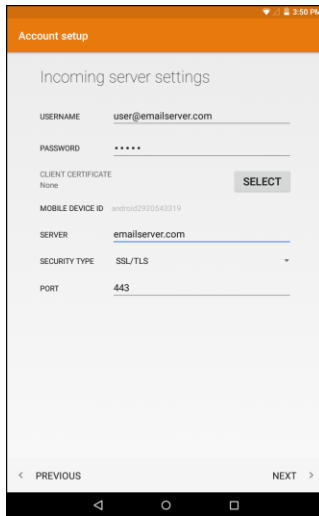 3:50 PM
Account setup
Incoming server settings
USERNAME user@emailserver.com
PASSWORD •••••
CLIENT CERTIFICATE
None
SELECT
MOBILE DEVICE ID android2920543319
SERVER emailserver.com
SECURITY TYPE SSL/TLS
PORT 443
< PREVIOUS NEXT >